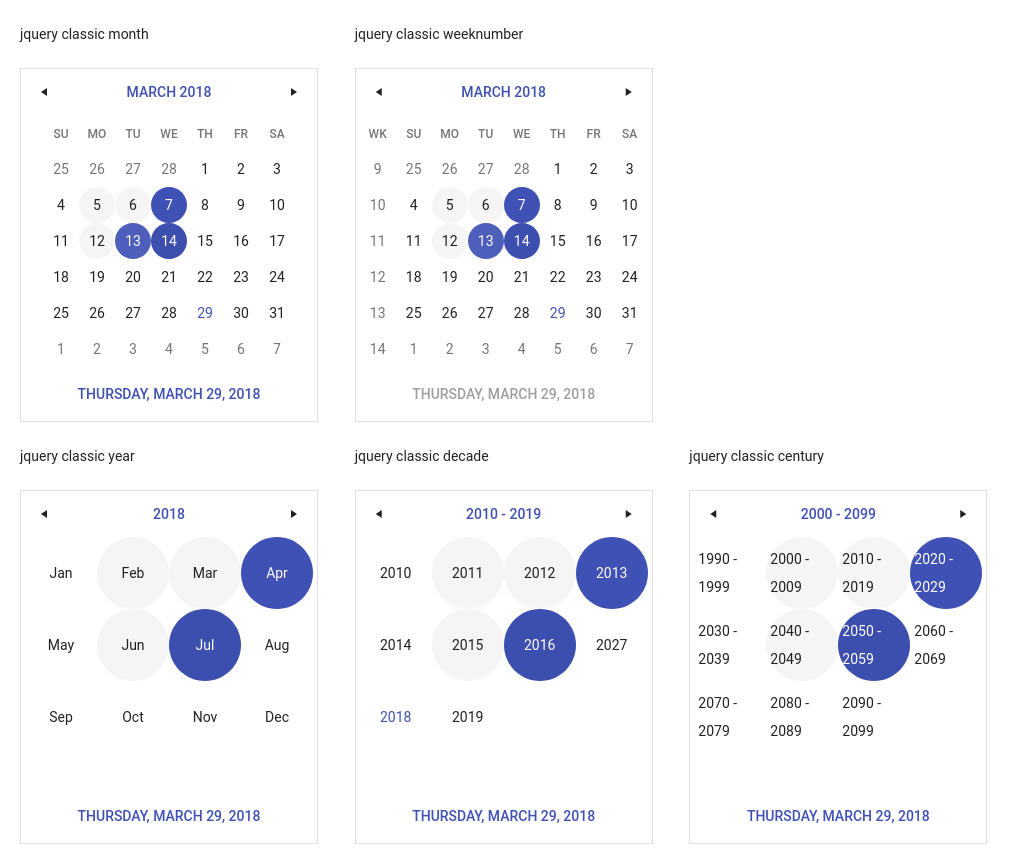 jquery classic month
jquery classic weeknumber
MARCH 2018
SU MO TU WE TH FR SA
25 26 27 28 1 2 3
4 5 6 7 8 9 10
11 12 13 14 15 16 17
18 19 20 21 22 23 24
25 26 27 28 29 30 31
1 2 3 4 5 6 7
THURSDAY, MARCH 29, 2018
MARCH 2018
WK SU MO TU WE TH FR SA
9 25 26 27 28 1 2 3
10 4 5 6 7 8 9 10
11 11 12 13 14 15 16 17
12 18 19 20 21 22 23 24
13 25 26 27 28 29 30 31
14 1 2 3 4 5 6 7
THURSDAY, MARCH 29, 2018
jquery classic year
jquery classic decade
jquery classic century
2018
Jan Feb Mar Apr
May Jun Jul Aug
Sep Oct Nov Dec
THURSDAY, MARCH 29, 2018
2010 - 2019
2010 2011 2012 2013
2014 2015 2016 2027
2018 2019
THURSDAY, MARCH 29, 2018
2000 - 2099
1990 - 2000 - 2010 - 2020 -
1999 2009 2019 2029
2030 - 2040 - 2050 - 2060 -
2039 2049 2059 2069
2070 - 2080 - 2090 -
2079 2089 2099
THURSDAY, MARCH 29, 2018